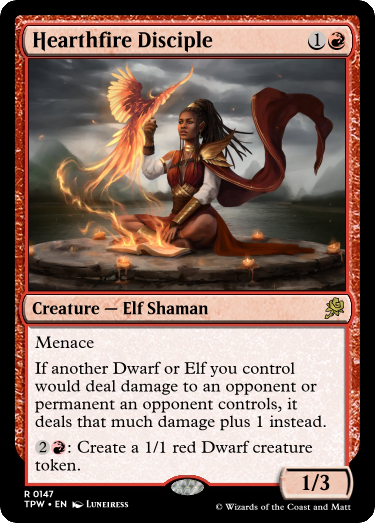 Hearthfire Disciple 1
Creature — Elf Shaman
Menace
If another Dwarf or Elf you control
would deal damage to an opponent or
permanent an opponent controls, it
deals that much damage plus 1 instead.
2 : Create a 1/1 red Dwarf creature
token.
1/3
R 0147
TPW • EN Luneiress
© Wizards of the Coast and Matt